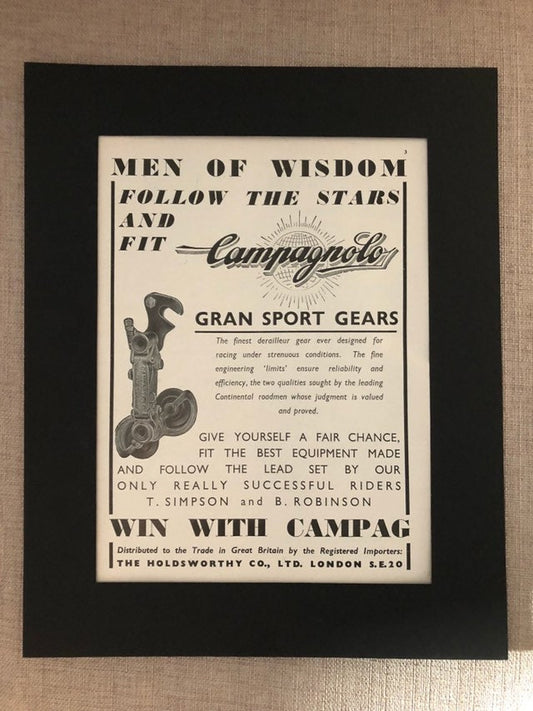 3
MEN OF WISDOM
FOLLOW THE STARS
AND
FIT
Campagnolo
GRAN SPORT GEARS
The finest derailleur gear ever designed for
racing under strenuous conditions. The fine
engineering 'limits' ensure reliability and
efficiency, the two qualities sought by the leading
Continental roadmen whose judgment is valued
and proved.
GIVE YOURSELF A FAIR CHANCE,
FIT THE BEST EQUIPMENT MADE
AND FOLLOW THE LEAD SET BY OUR
ONLY REALLY SUCCESSFUL RIDERS
T. SIMPSON and B. ROBINSON
WIN WITH CAMPAG
Distributed to the Trade in Great Britain by the Registered Importers:
THE HOLDSWORTHY CO., LTD. LONDON S.E.20